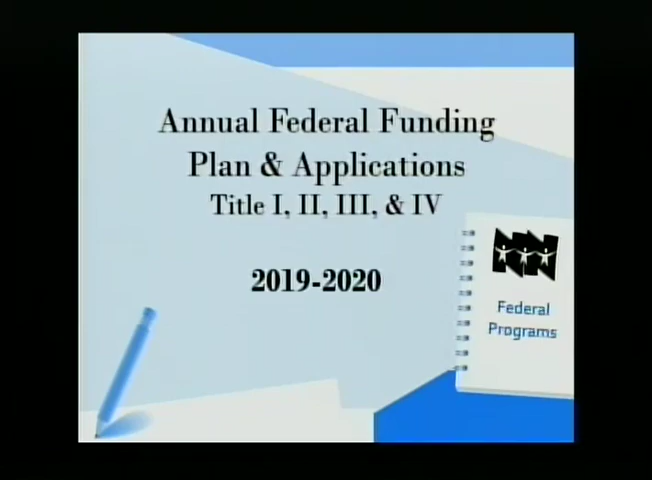 Annual Federal Funding
Plan & Applications
Title I, II, III, & IV
2019-2020
Federal
Programs